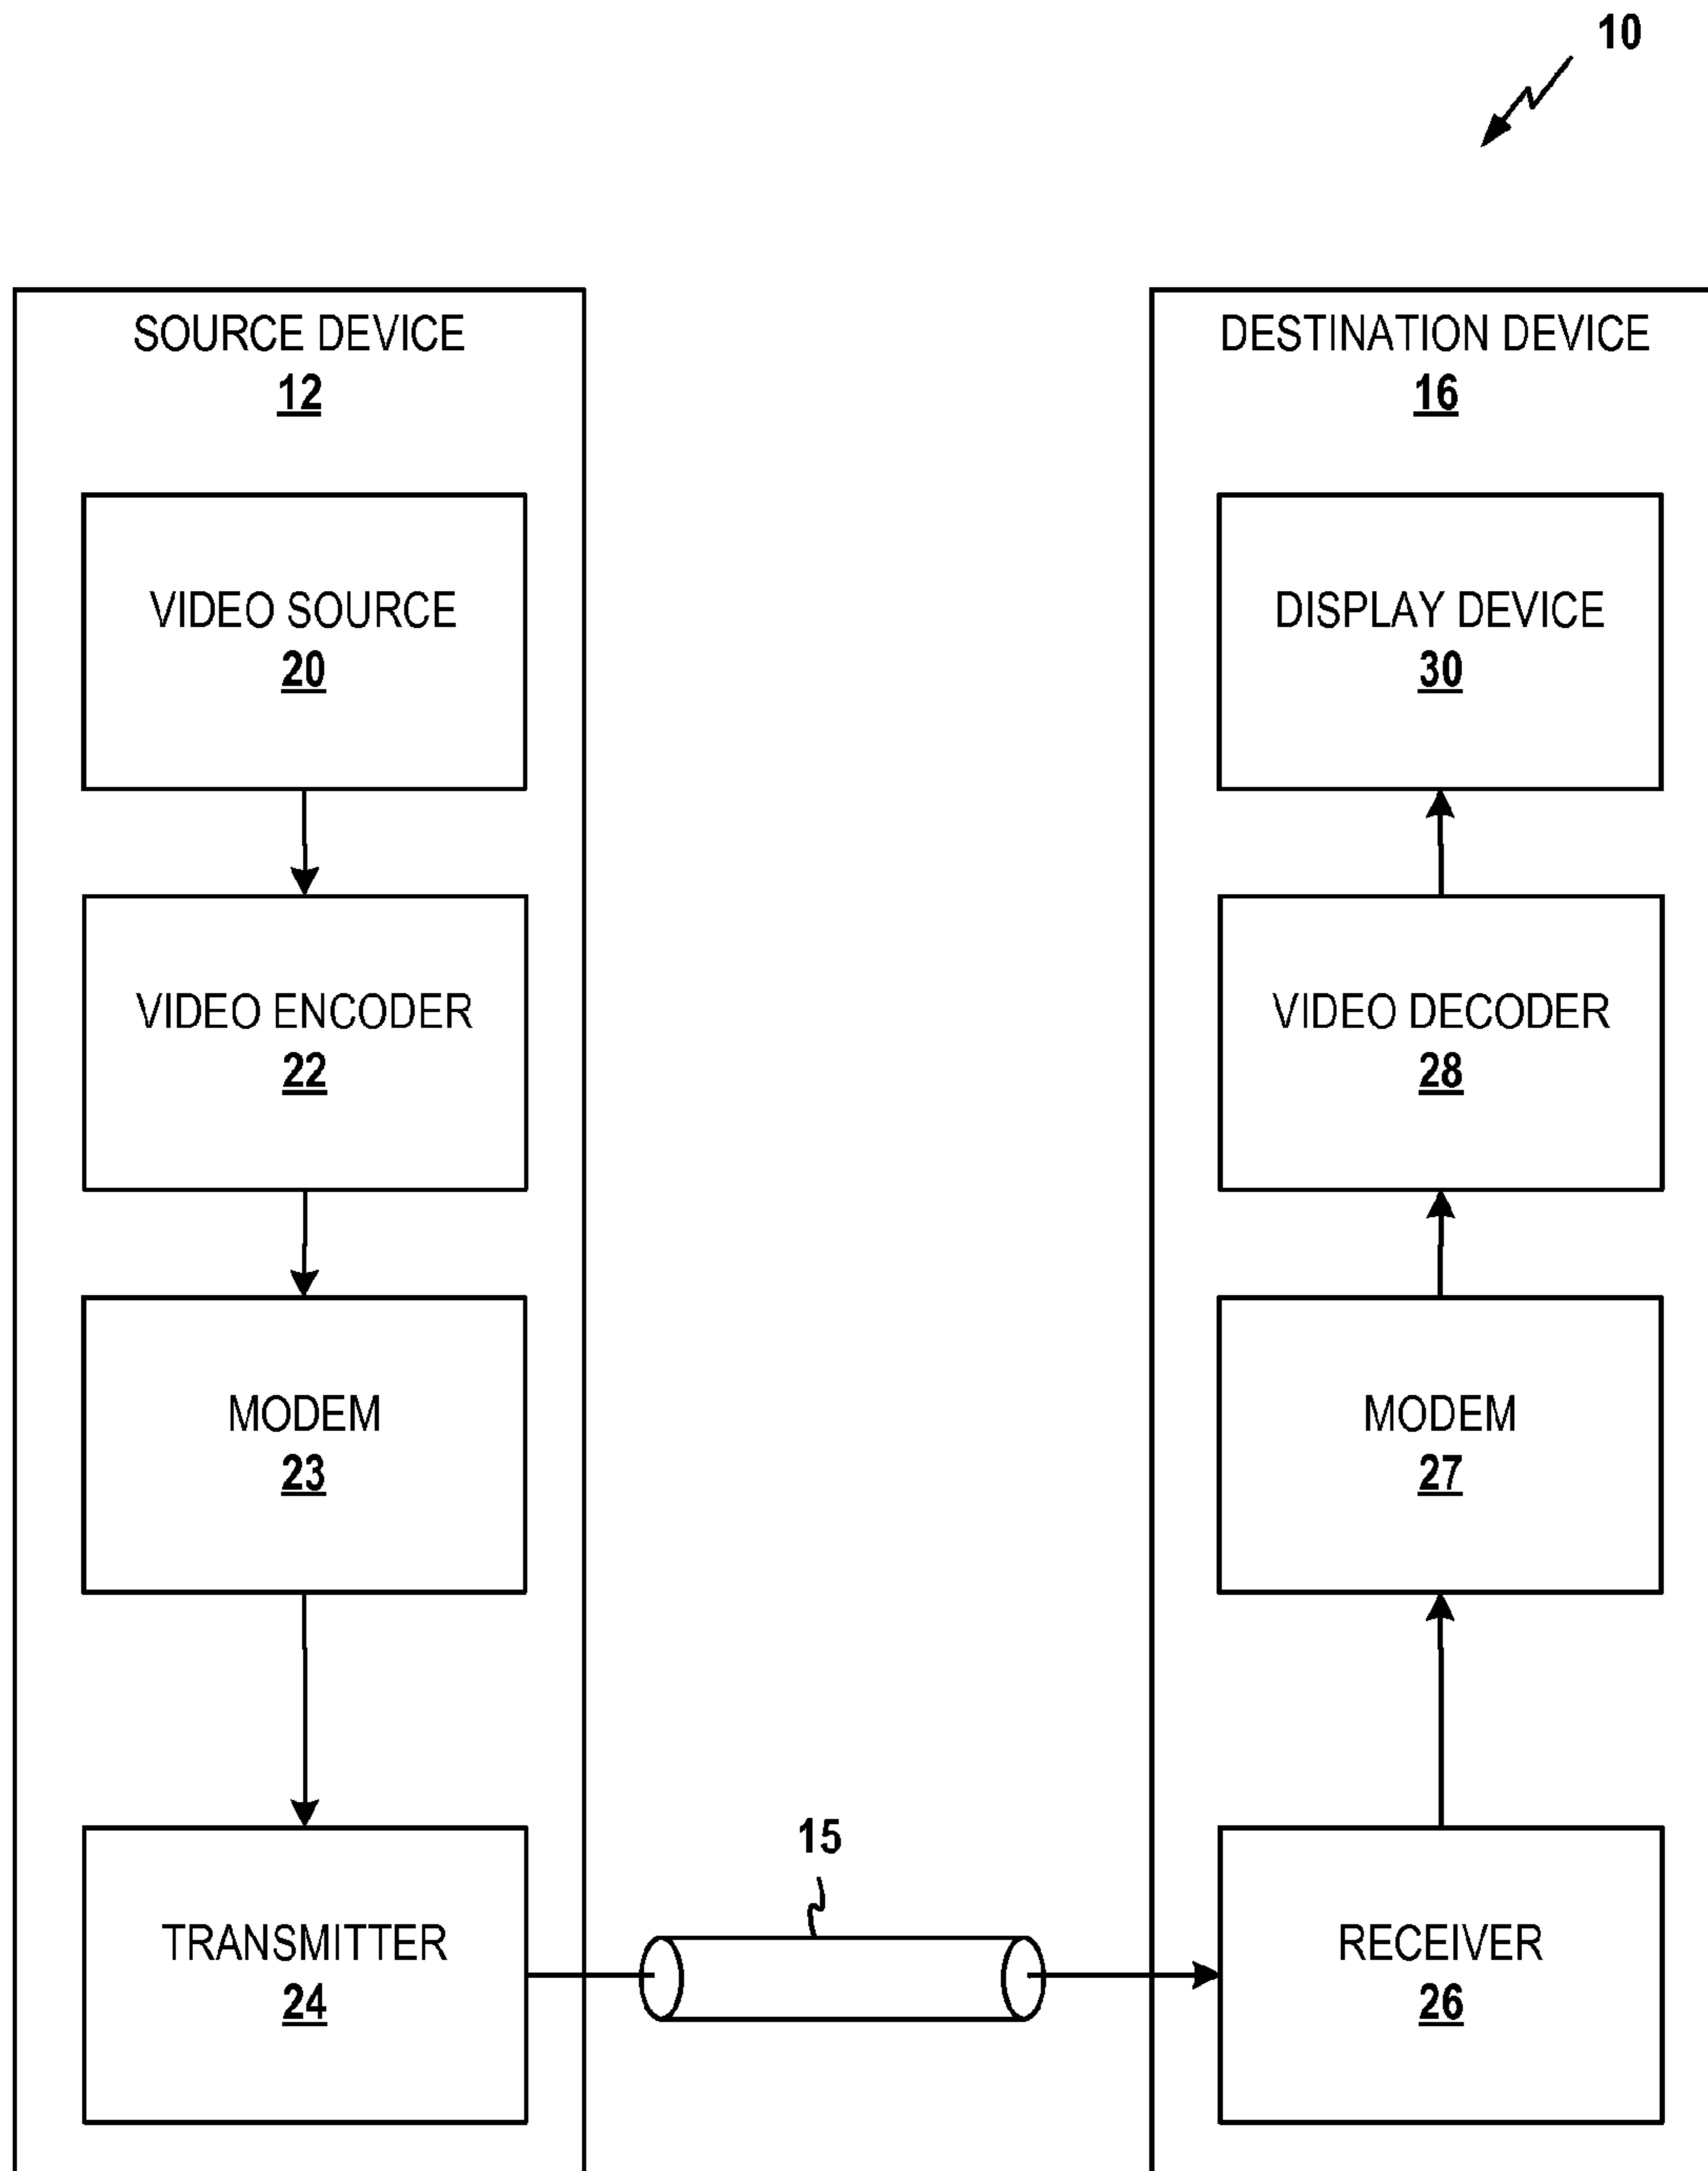 10
SOURCE DEVICE
12
VIDEO SOURCE
20
VIDEO ENCODER
22
MODEM
23
TRANSMITTER
24
15
DESTINATION DEVICE
16
DISPLAY DEVICE
30
VIDEO DECODER
28
MODEM
27
RECEIVER
26